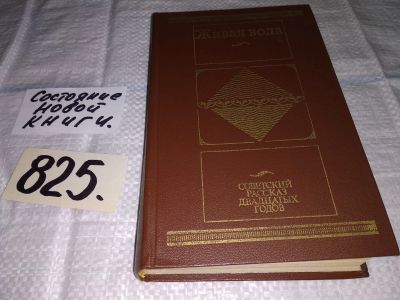 Живая вода
Состояние
новой
книги.
825.
СОВЕТСКИЙ
РАССКАЗ
ДВАДЦАТЫХ
ГОДОВ